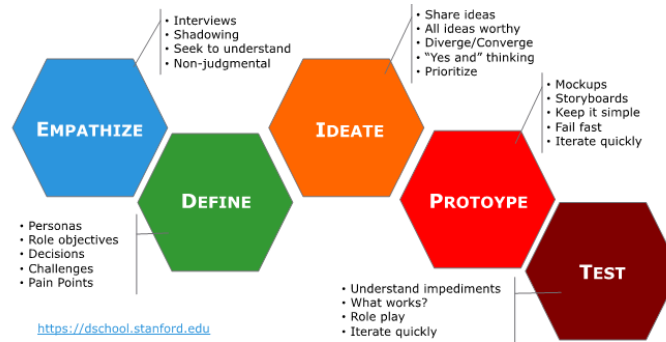 • Interviews
• Shadowing
• Seek to understand
• Non-judgmental
EMPATHIZE
• Personas
• Role objectives
• Decisions
• Challenges
• Pain Points
DEFINE
• Share ideas
• All ideas worthy
• Diverge/Converge
• “Yes and” thinking
• Prioritize
IDEATE
• Mockups
• Storyboards
• Keep it simple
• Fail fast
• Iterate quickly
PROTOYPE
• Understand impediments
• What works?
• Role play
• Iterate quickly
TEST
https://dschool.stanford.edu